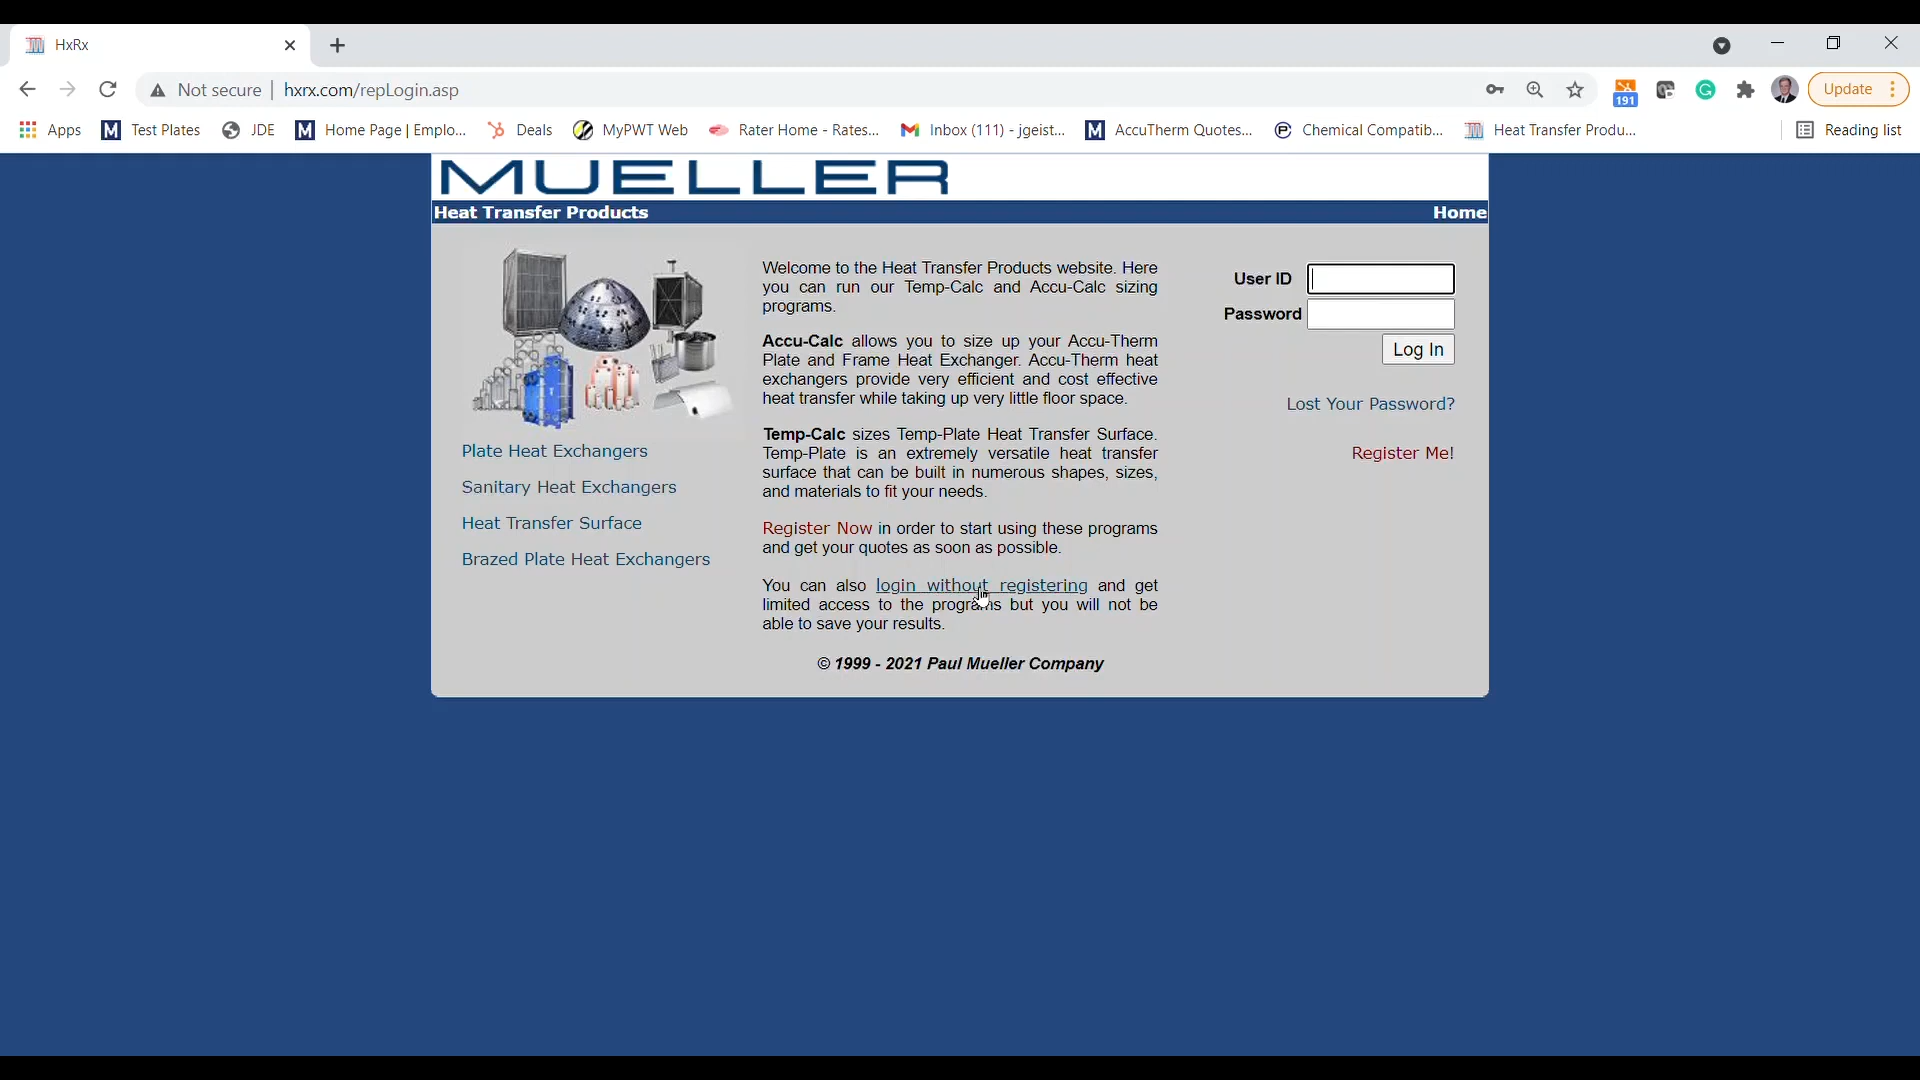 HxRx
Not secure | hxrx.com/repLogin.asp
191
Update
Apps
Test Plates
JDE
Home Page | Emplo...
Deals
MyPWT Web
Rater Home - Rates...
Inbox (111) - jgeist...
AccuTherm Quotes...
Chemical Compatib...
Heat Transfer Produ...
Reading list
MUELLER
Heat Transfer Products
Home
Welcome to the Heat Transfer Products website. Here
you can run our Temp-Calc and Accu-Calc sizing
programs.
Accu-Calc allows you to size up your Accu-Therm
Plate and Frame Heat Exchanger. Accu-Therm heat
exchangers provide very efficient and cost effective
heat transfer while taking up very little floor space.
Temp-Calc sizes Temp-Plate Heat Transfer Surface.
Temp-Plate is an extremely versatile heat transfer
surface that can be built in numerous shapes, sizes,
and materials to fit your needs.
Register Now in order to start using these programs
and get your quotes as soon as possible.
You can also login without registering and get
limited access to the programs but you will not be
able to save your results.
© 1999 - 2021 Paul Mueller Company
Plate Heat Exchangers
Sanitary Heat Exchangers
Heat Transfer Surface
Brazed Plate Heat Exchangers
User ID
Password
Log In
Lost Your Password?
Register Me!